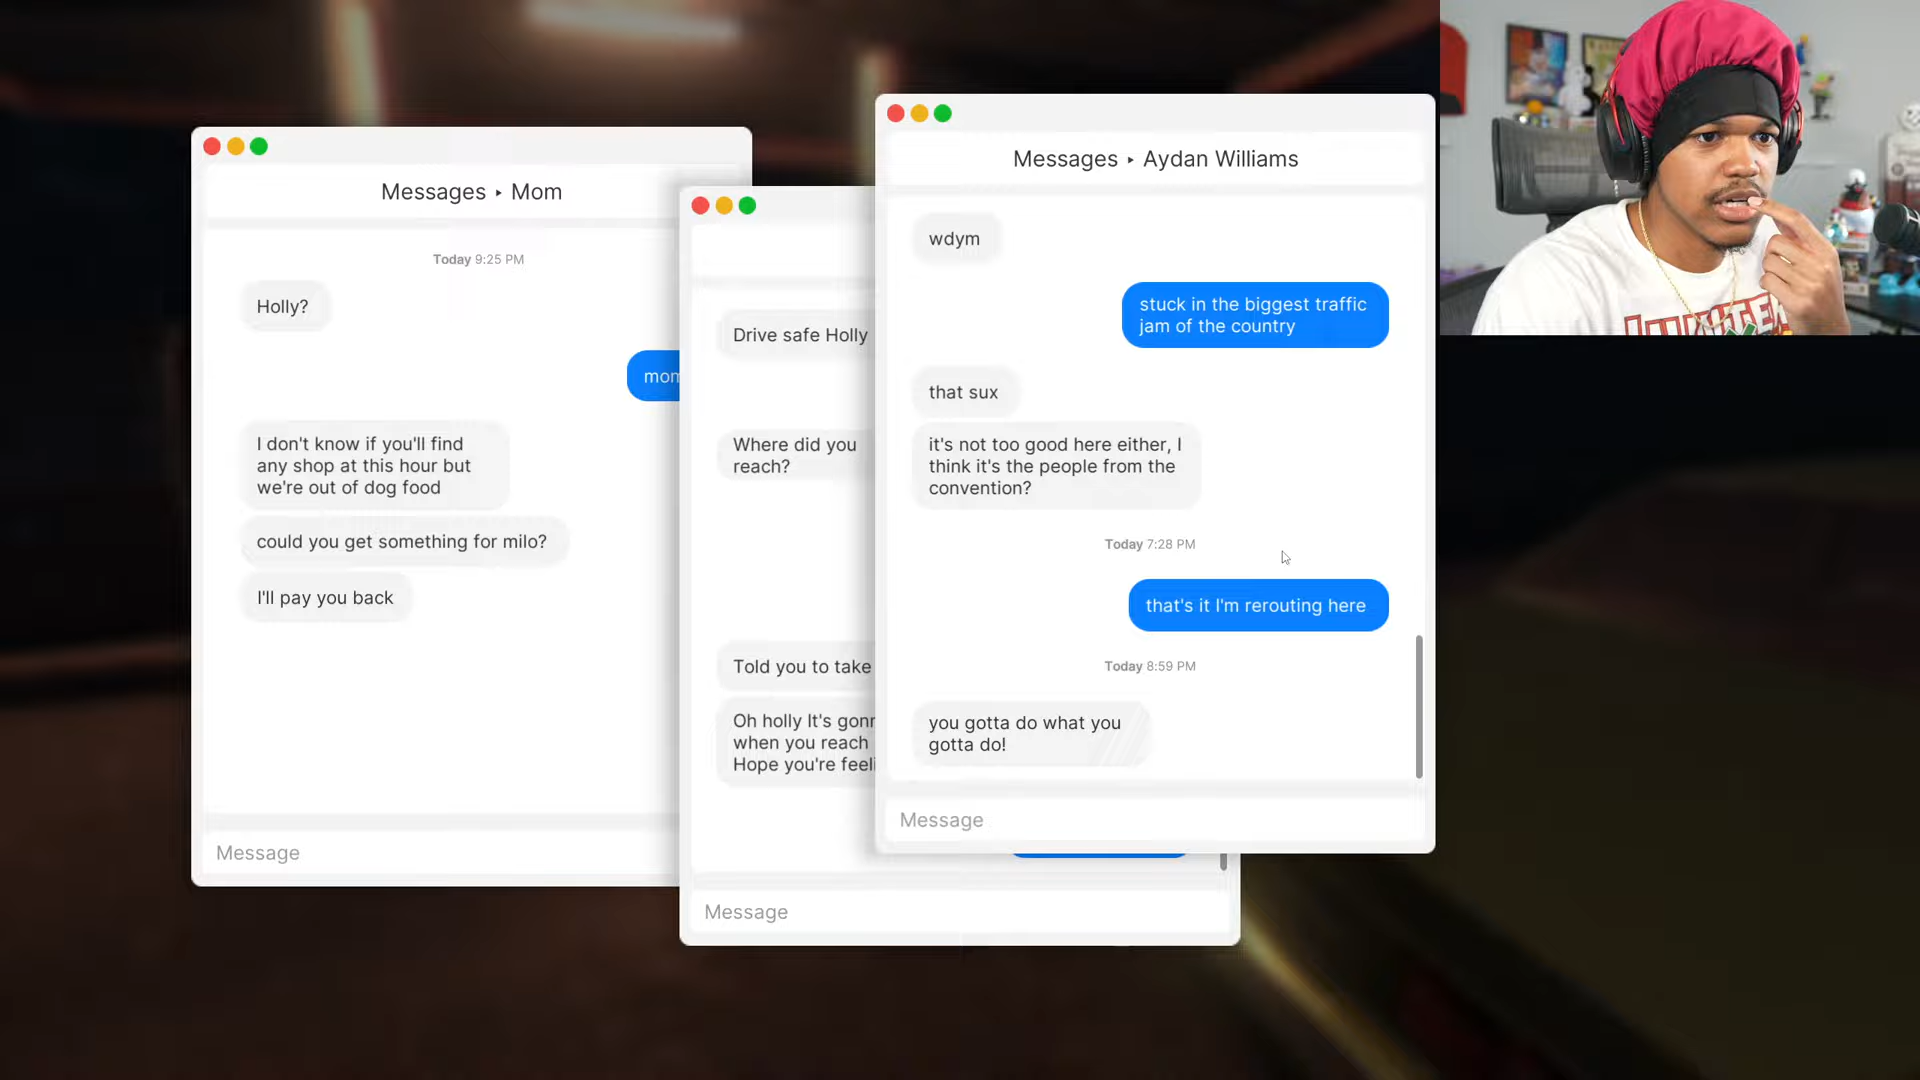 Messages ▸ Mom
Today 9:25 PM
Holly?
mom
I don't know if you'll find
any shop at this hour but
we're out of dog food
could you get something for milo?
I'll pay you back
Message
Drive safe Holly
Where did you
reach?
Told you to take
Oh holly It's
when you reach
Hope you're
Message
Messages ▸ Aydan Williams
wdym
stuck in the biggest traffic
jam of the country
that sux
it's not too good here either, I
think it's the people from the
convention?
Today 7:28 PM
that's it I'm rerouting here
Today 8:59 PM
you gotta do what you
gotta do!
Message